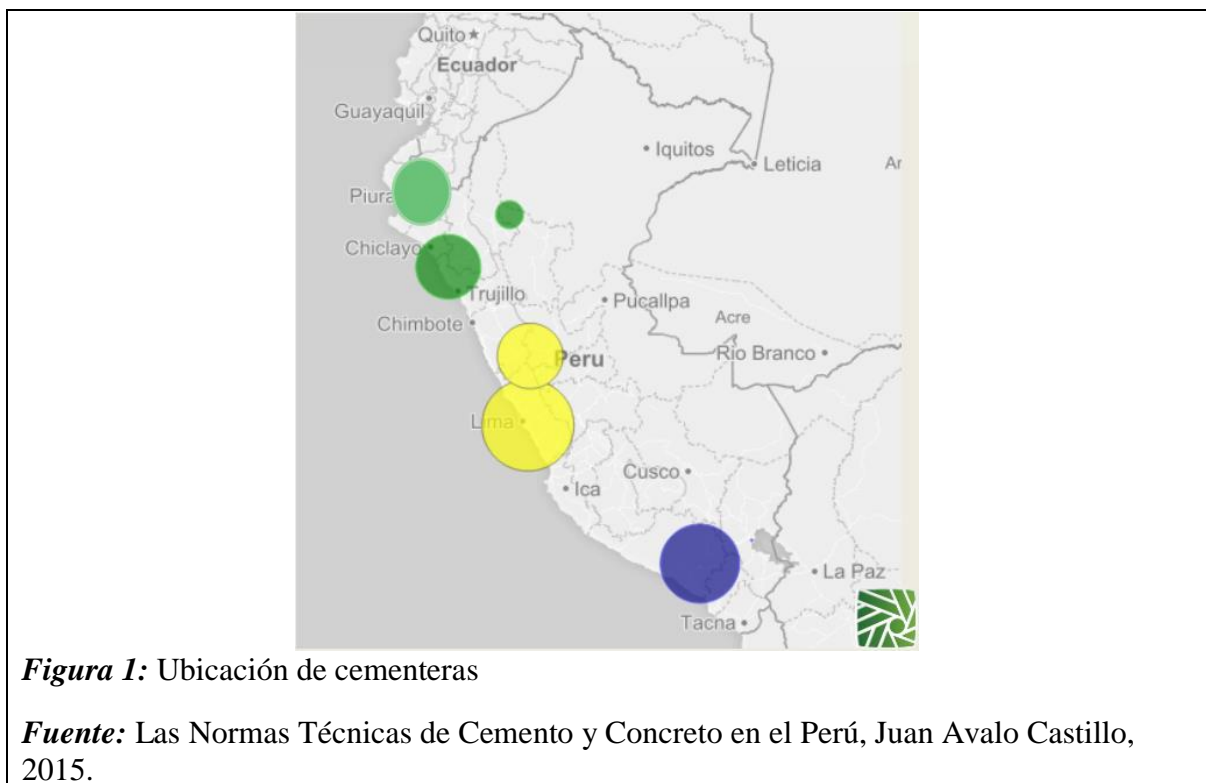 Quito
Ecuador
Guayaquil
Iquitos
Leticia
Piura
Chiclayo
Trujillo
Pucallpa
Chimbote
Acre
Rio Branco
Peru
Lima
Cusco
Ica
La Paz
Tacna
Figura 1: Ubicación de cementeras
Fuente: Las Normas Técnicas de Cemento y Concreto en el Perú, Juan Avalo Castillo,
2015.